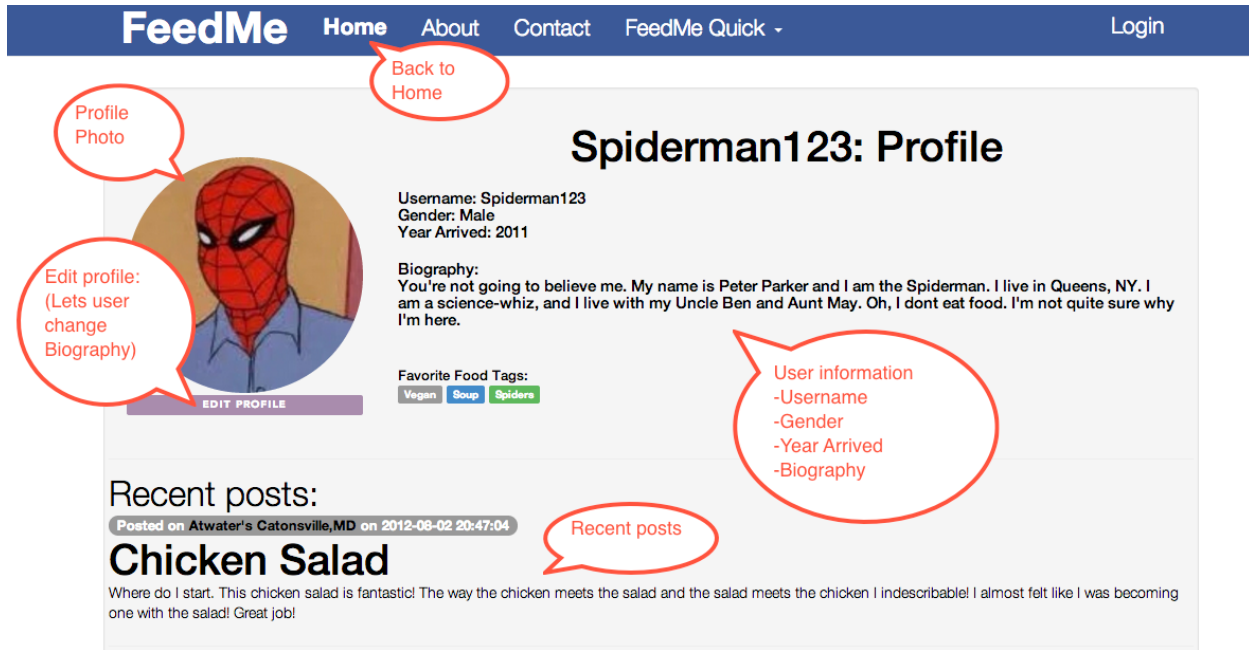 FeedMe Home About Contact FeedMe Quick Login
Back to
Home
Profile
Photo
Spiderman123: Profile
Username: Spiderman123
Gender: Male
Year Arrived: 2011
Biography:
You're not going to believe me. My name is Peter Parker and I am the Spiderman. I live in Queens, NY. I
am a science-whiz, and I live with my Uncle Ben and Aunt May. Oh, I dont eat food. I'm not quite sure why
I'm here.
Edit profile:
(Lets user
change
Biography)
EDIT PROFILE
Favorite Food Tags:
Vegan Soup Spiders
User information
-Username
-Gender
-Year Arrived
-Biography
Recent posts:
Posted on Atwater's Catonsville,MD on 2012-08-02 20:47:04
Recent posts
Chicken Salad
Where do I start. This chicken salad is fantastic! The way the chicken meets the salad and the salad meets the chicken I indescribable! I almost felt like I was becoming
one with the salad! Great job!